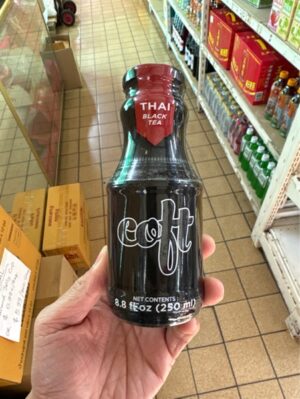 THAI
BLACK
TEA
coft
NET CONTENTS
8.8 fl oz (250 ml)